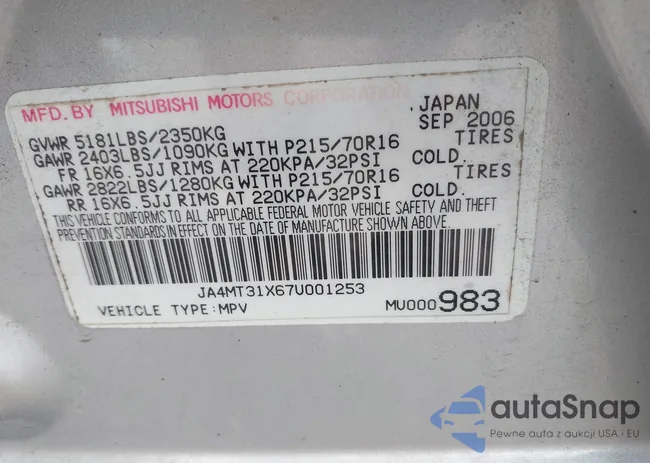 MFD. BY MITSUBISHI MOTORS CORPORATION, JAPAN
GVWR 5181LBS/2350KG SEP 2006
GAWR 2403LBS/1090KG WITH P215/70R16 TIRES
FR 16X6.5JJ RIMS AT 220KPA/32PSI COLD.
GAWR 2822LBS/1280KG WITH P215/70R16 TIRES
RR 16X6.5JJ RIMS AT 220KPA/32PSI COLD.
THIS VEHICLE CONFORMS TO ALL APPLICABLE FEDERAL MOTOR VEHICLE SAFETY AND THEFT
PREVENTION STANDARDS IN EFFECT ON THE DATE OF MANUFACTURE SHOWN ABOVE.
JA4MT31X67U001253
VEHICLE TYPE:MPV MU000983
autaSnap
Pewne auta z aukcji USA i EU